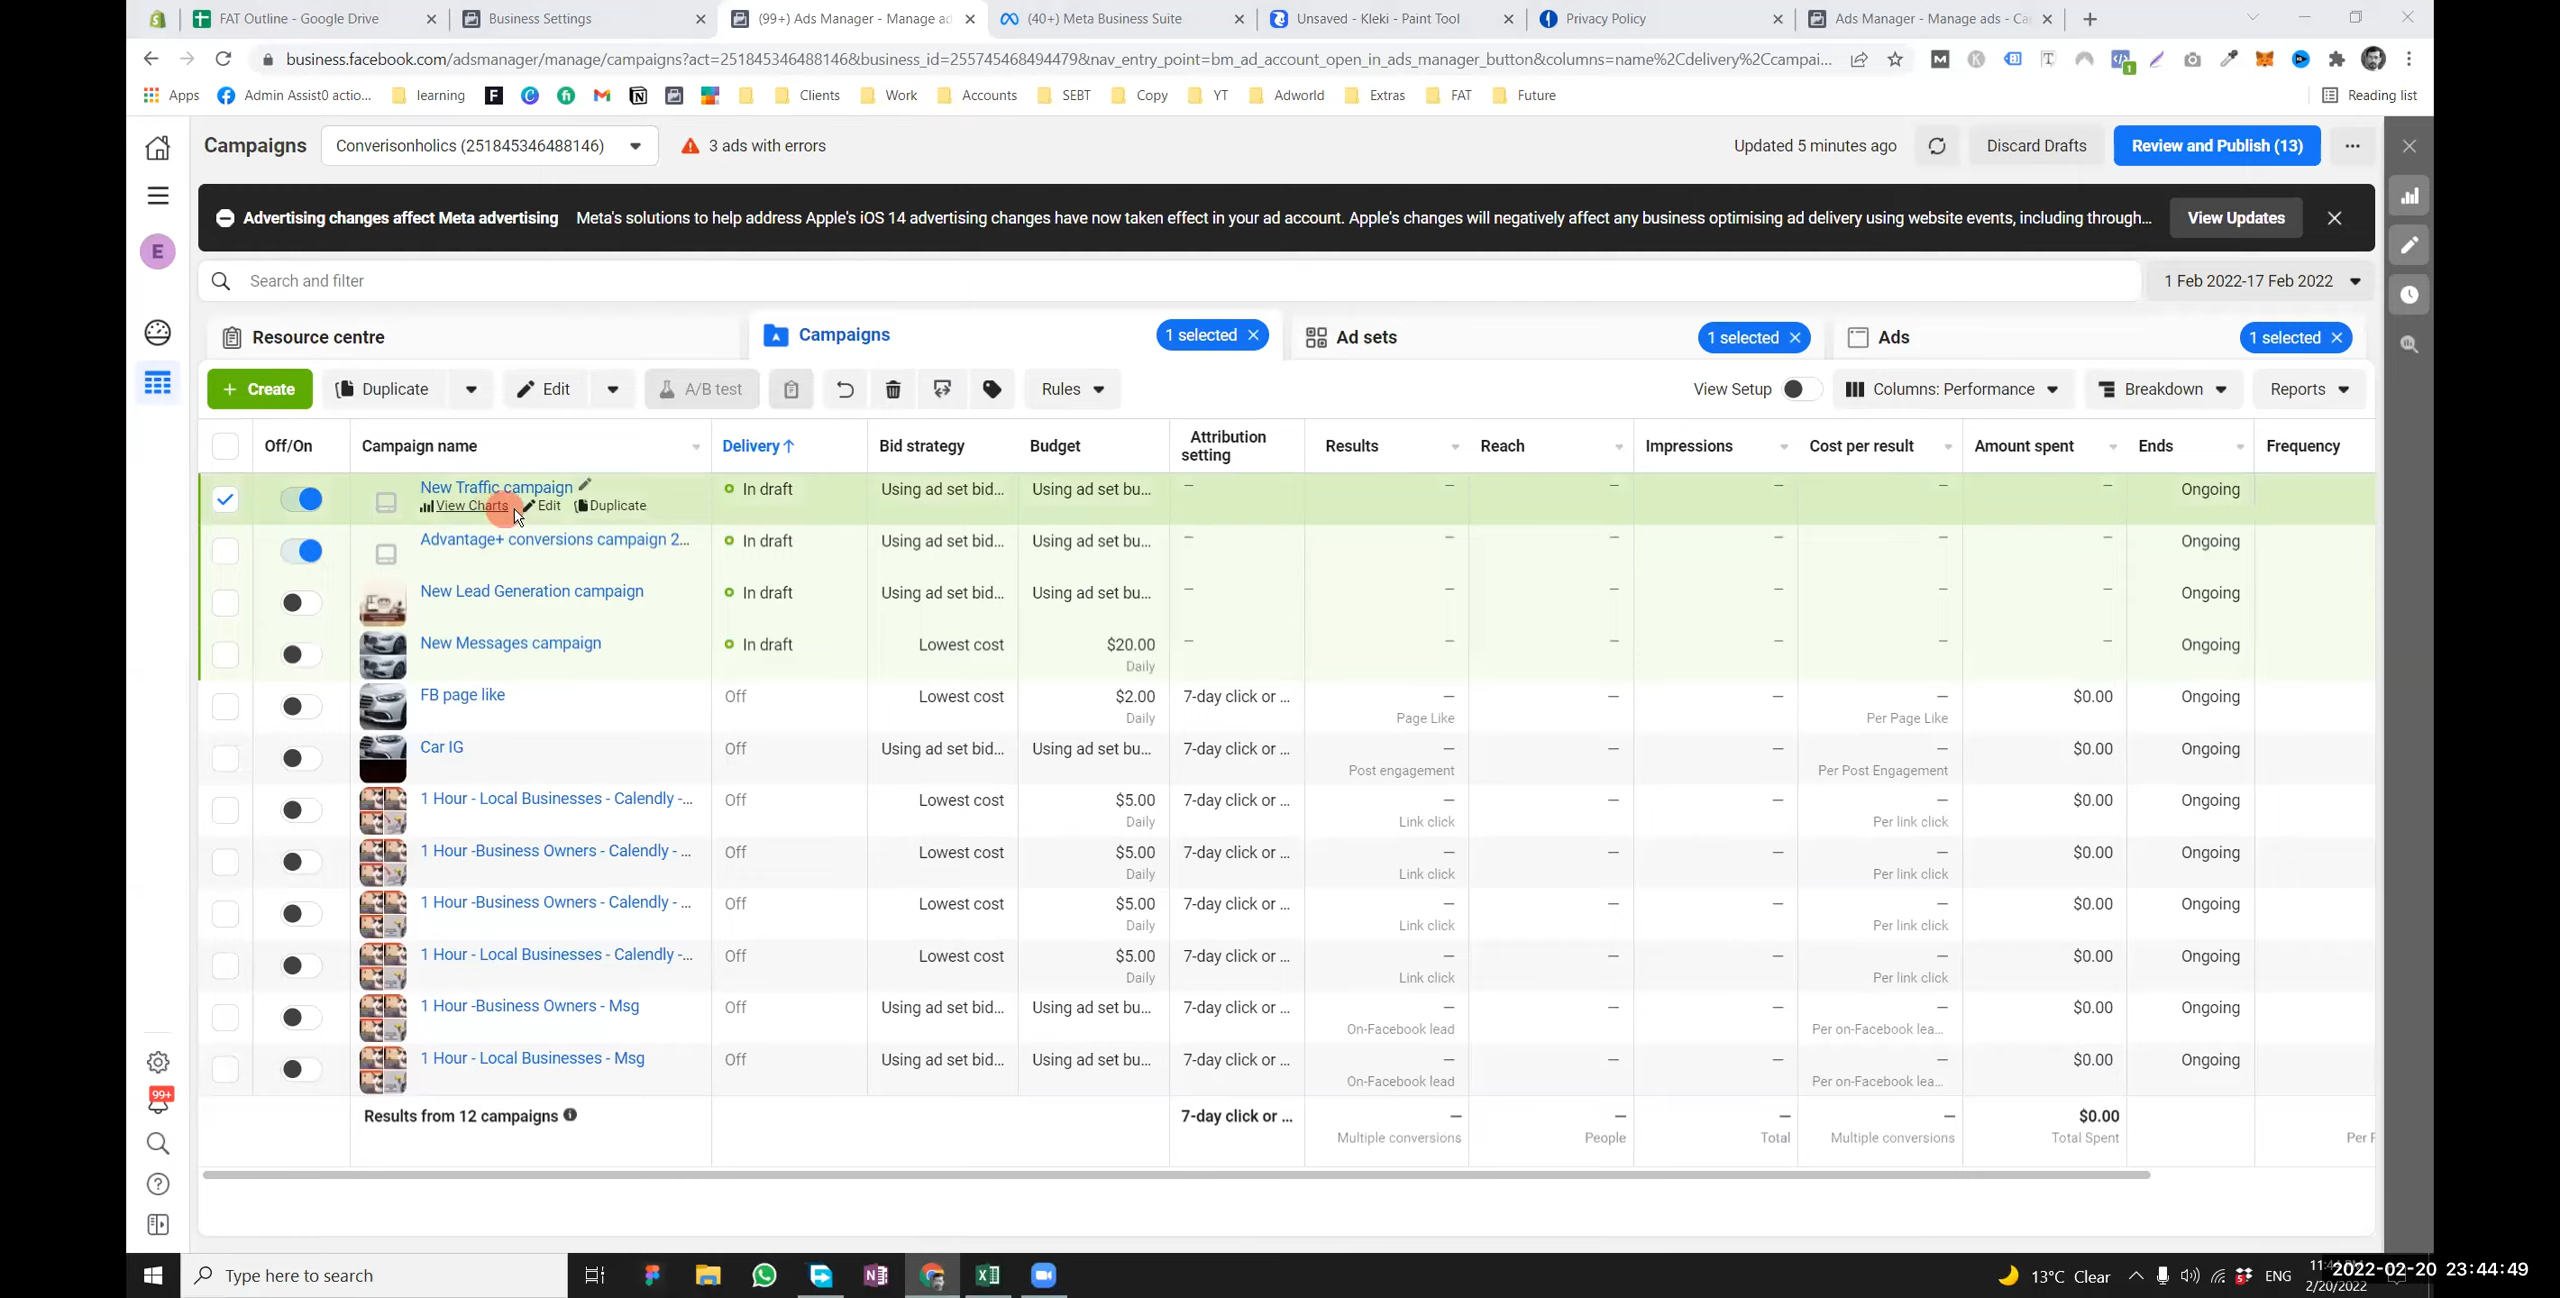 FAT Outline - Google Drive
Business Settings
(99+) Ads Manager - Manage ad
(40+) Meta Business Suite
Unsaved - Kleki - Paint Tool
Privacy Policy
Ads Manager - Manage ads - Ca
business.facebook.com/adsmanager/manage/campaigns?act=251845346488146&business_id=255745468494479&nav_entry_point=bm_ad_account_open_in_ads_manager_button&columns=name%2Cdelivery%2Ccampai...
Apps
Admin Assist0 actio...
learning
Clients
Work
Accounts
SEBT
Copy
YT
Adworld
Extras
FAT
Future
Reading list
Campaigns
Converisonholics (251845346488146)
3 ads with errors
Updated 5 minutes ago
Discard Drafts
Review and Publish (13)
Advertising changes affect Meta advertising Meta's solutions to help address Apple's iOS 14 advertising changes have now taken effect in your ad account. Apple's changes will negatively affect any business optimising ad delivery using website events, including through...
View Updates
E
Search and filter
1 Feb 2022-17 Feb 2022
Resource centre
Campaigns
1 selected
Ad sets
1 selected
Ads
1 selected
+ Create
Duplicate
Edit
A/B test
Rules
View Setup
Columns: Performance
Breakdown
Reports
Off/On
Campaign name
Delivery↑
Bid strategy
Budget
Attribution
setting
Results
Reach
Impressions
Cost per result
Amount spent
Ends
Frequency
New Traffic campaign
In draft Using ad set bid... Using ad set bu... — — — — — — Ongoing
View Charts Edit Duplicate
Advantage+ conversions campaign 2... In draft Using ad set bid... Using ad set bu... — — — — — — Ongoing
New Lead Generation campaign In draft Using ad set bid... Using ad set bu... — — — — — — Ongoing
New Messages campaign In draft Lowest cost $20.00 — — — — — — Ongoing
Daily
FB page like Off Lowest cost $2.00 7-day click or ... — — — — $0.00 Ongoing
Daily Page Like Per Page Like
Car IG Off Using ad set bid... Using ad set bu... 7-day click or ... — — — — $0.00 Ongoing
Post engagement Per Post Engagement
1 Hour - Local Businesses - Calendly -... Off Lowest cost $5.00 7-day click or ... — — — — $0.00 Ongoing
Daily Link click Per link click
1 Hour -Business Owners - Calendly - ... Off Lowest cost $5.00 7-day click or ... — — — — $0.00 Ongoing
Daily Link click Per link click
1 Hour -Business Owners - Calendly - ... Off Lowest cost $5.00 7-day click or ... — — — — $0.00 Ongoing
Daily Link click Per link click
1 Hour - Local Businesses - Calendly -... Off Lowest cost $5.00 7-day click or ... — — — — $0.00 Ongoing
Daily Link click Per link click
1 Hour -Business Owners - Msg Off Using ad set bid... Using ad set bu... 7-day click or ... — — — — $0.00 Ongoing
On-Facebook lead Per on-Facebook lea...
1 Hour - Local Businesses - Msg Off Using ad set bid... Using ad set bu... 7-day click or ... — — — — $0.00 Ongoing
On-Facebook lead Per on-Facebook lea...
Results from 12 campaigns 7-day click or ... — — — — $0.00
Multiple conversions People Total Multiple conversions Total Spent Per
99+
Type here to search
13°C Clear
ENG
2022-02-20 23:44:49
2/20/2022